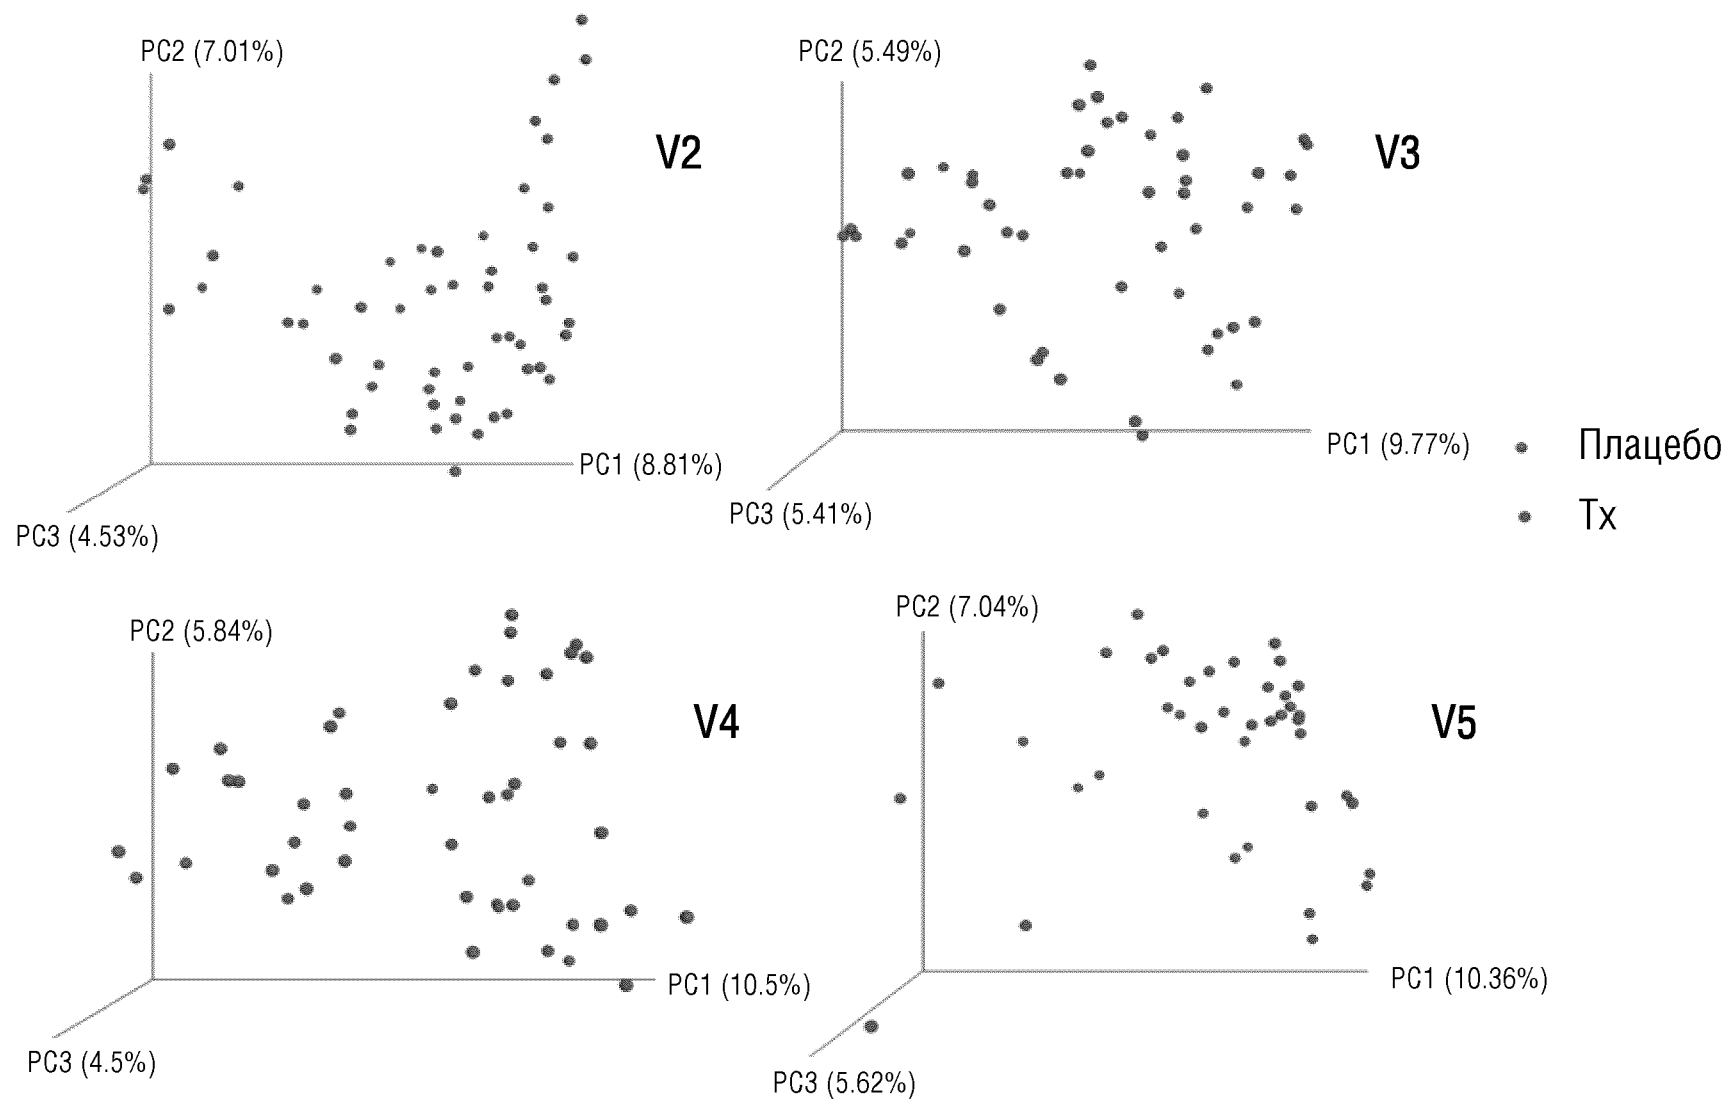 PC2 (7.01%)
V2
PC1 (8.81%)
PC3 (4.53%)
PC2 (5.49%)
V3
PC1 (9.77%)
PC3 (5.41%)
Плацебо
Tx
PC2 (5.84%)
V4
PC1 (10.5%)
PC3 (4.5%)
PC2 (7.04%)
V5
PC1 (10.36%)
PC3 (5.62%)